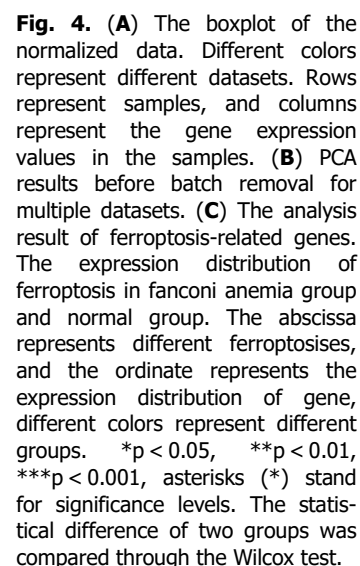 Fig. 4. (A) The boxplot of the
normalized data. Different colors
represent different datasets. Rows
represent samples, and columns
represent the gene expression
values in the samples. (B) PCA
results before batch removal for
multiple datasets. (C) The analysis
result of ferroptosis-related genes.
The expression distribution of
ferroptosis in fanconi anemia group
and normal group. The abscissa
represents different ferroptosises,
and the ordinate represents the
expression distribution of gene,
different colors represent different
groups. *p < 0.05, **p < 0.01,
***p < 0.001, asterisks (*) stand
for significance levels. The statis-
tical difference of two groups was
compared through the Wilcox test.